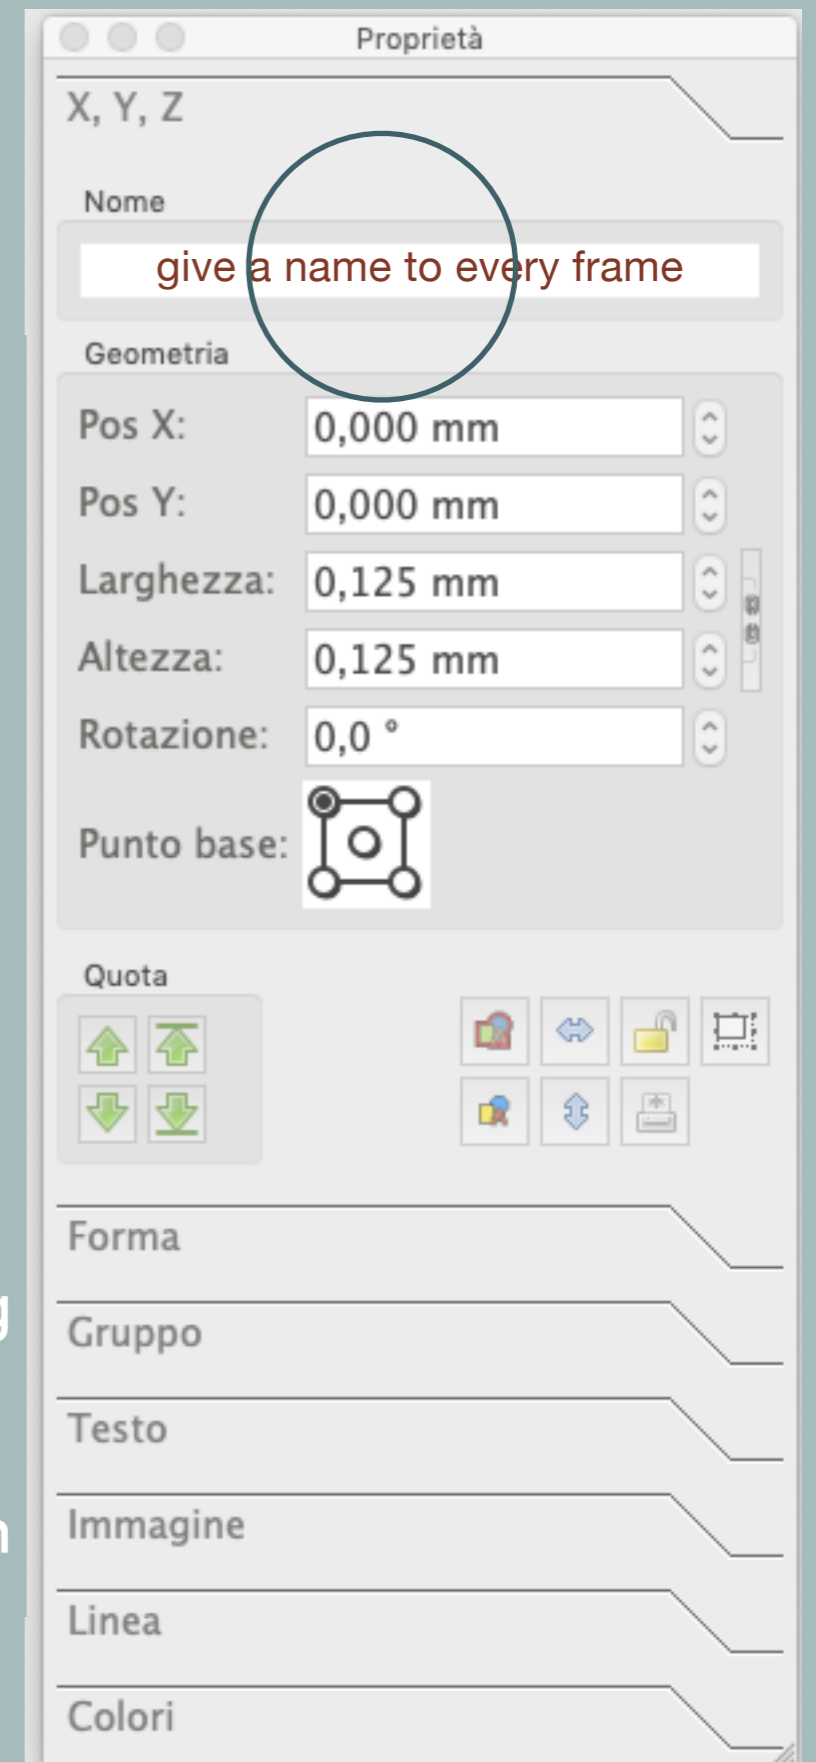 Proprietà
X, Y, Z
Nome
give a name to every frame
Geometria
Pos X: 0,000 mm
Pos Y: 0,000 mm
Larghezza: 0,125 mm
Altezza: 0,125 mm
Rotazione: 0,0 °
Punto base:
Quota
Forma
g
Gruppo
Testo
Immagine
n
Linea
Colori